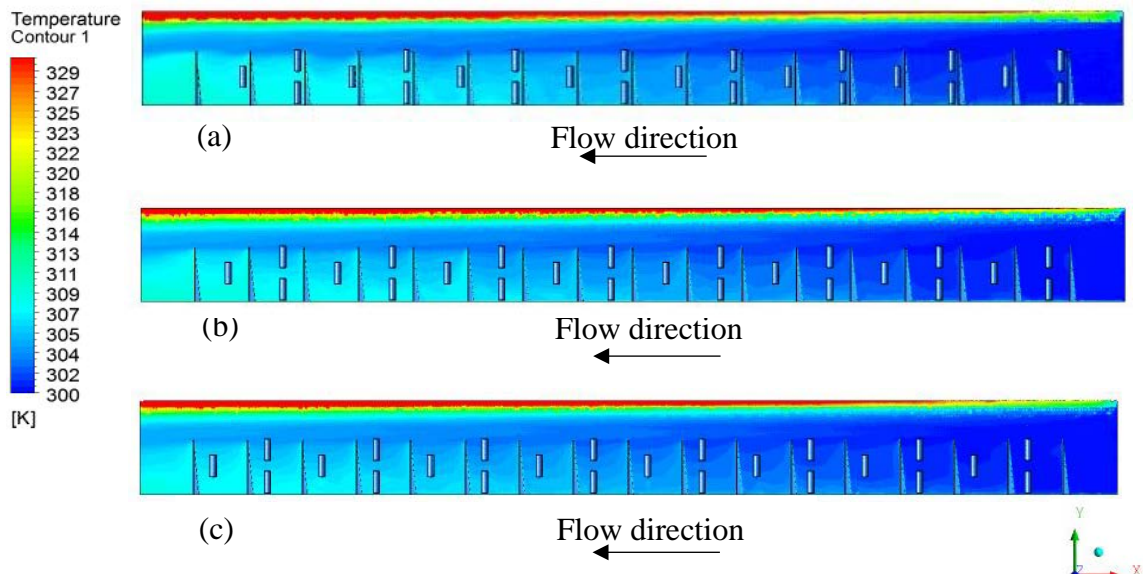 Temperature
Contour 1
329
327
325
323
322
320
318
316
314
313
311
309
307
305
304
302
300
[K]
(a)
Flow direction
(b)
Flow direction
(c)
Flow direction
Y
Z
X